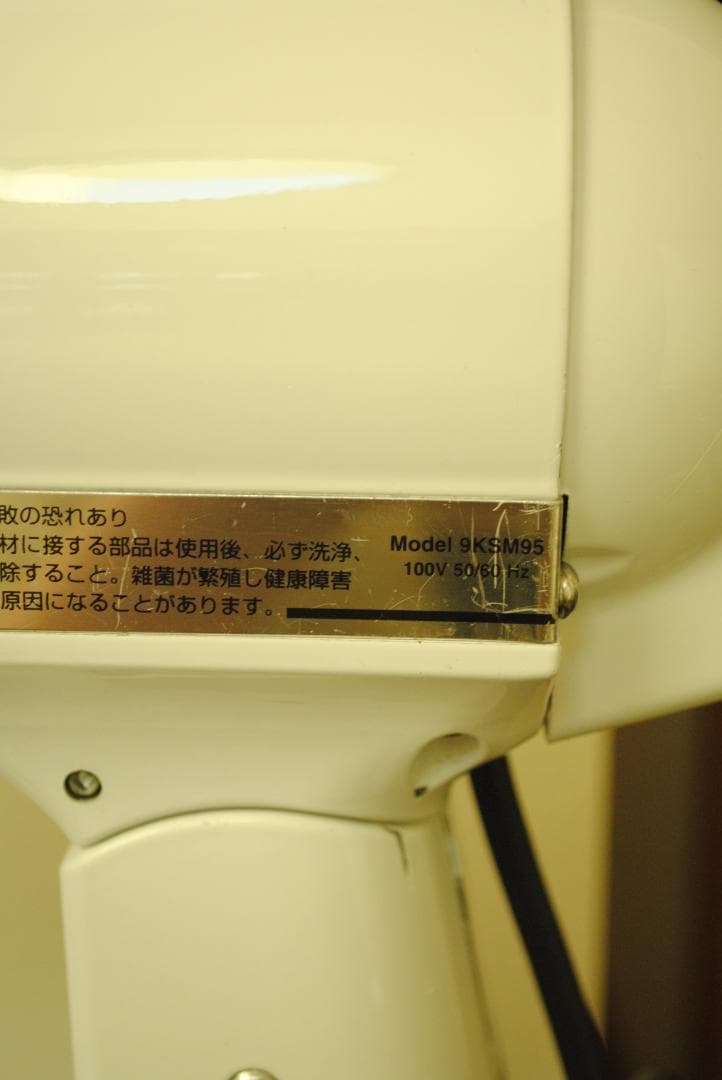 敗の恐れあり
材に接する部品は使用後、必ず洗浄、
除すること。雑菌が繁殖し健康障害
原因になることがあります。
Model 9KSM95
100V 50/60 Hz